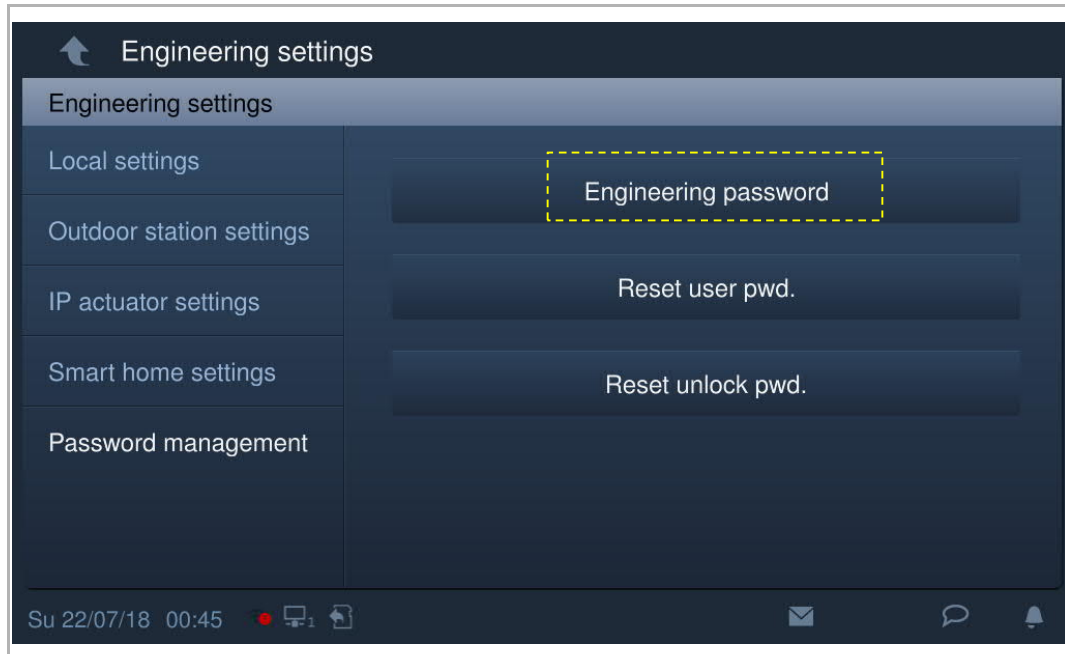 Engineering settings
Engineering settings
Local settings
Outdoor station settings
IP actuator settings
Smart home settings
Password management
Engineering password
Reset user pwd.
Reset unlock pwd.
Su 22/07/18 00:45 1